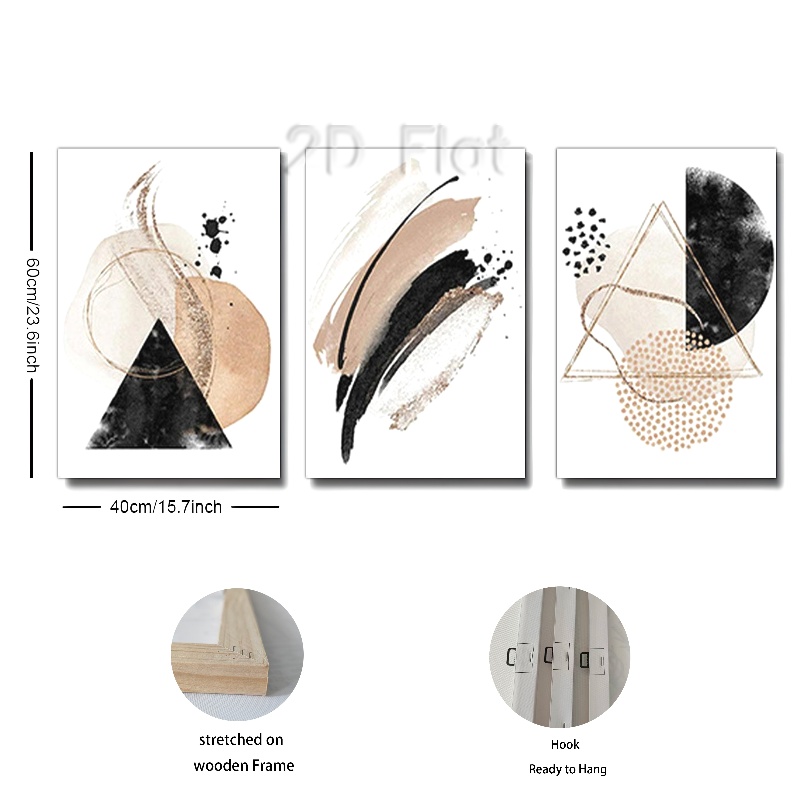 2D Flat
60cm/23.6inch
40cm/15.7inch
stretched on
wooden Frame
Hook
Ready to Hang